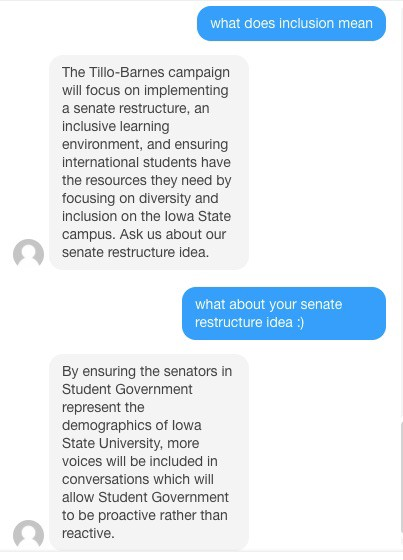 what does inclusion mean
The Tillo-Barnes campaign
will focus on implementing
a senate restructure, an
inclusive learning
environment, and ensuring
international students have
the resources they need by
focusing on diversity and
inclusion on the Iowa State
campus. Ask us about our
senate restructure idea.
what about your senate
restructure idea :)
By ensuring the senators in
Student Government
represent the
demographics of Iowa
State University, more
voices will be included in
conversations which will
allow Student Government
to be proactive rather than
reactive.